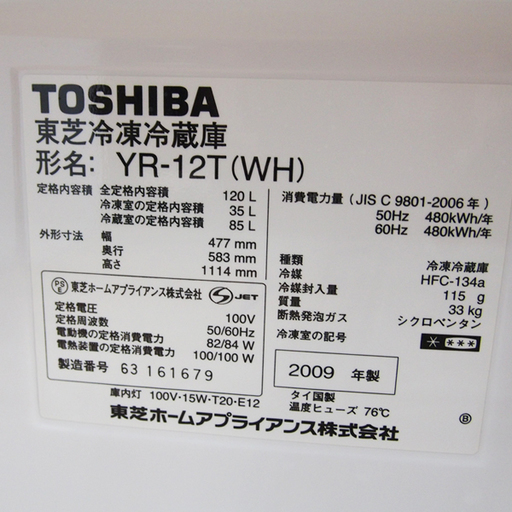 TOSHIBA
東芝冷凍冷蔵庫
形名: YR-12T(WH)
定格内容積 全定格内容積 120 L
冷凍室の定格内容積 35 L
冷蔵室の定格内容積 85 L
外形寸法 幅 477 mm
奥行 583 mm
高さ 1114 mm
消費電力量 (JIS C 9801-2006 年)
50Hz 480kWh/年
60Hz 480kWh/年
種類 冷凍冷蔵庫
冷媒 HFC-134a
冷媒封入量 115 g
質量 33 kg
断熱発泡ガス シクロペンタン
冷凍室の記号 * ***
PS E 東芝ホームアプライアンス株式会社 S JET
定格電圧 100V
定格周波数 50/60Hz
電動機の定格消費電力 82/84 W
電熱装置の定格消費電力 100/100 W
製造番号 63 161679
2009 年製
タイ国製
温度ヒューズ 76℃
庫内灯 100V・15W・T20・E12
東芝ホームアプライアンス株式会社
Ⓑ